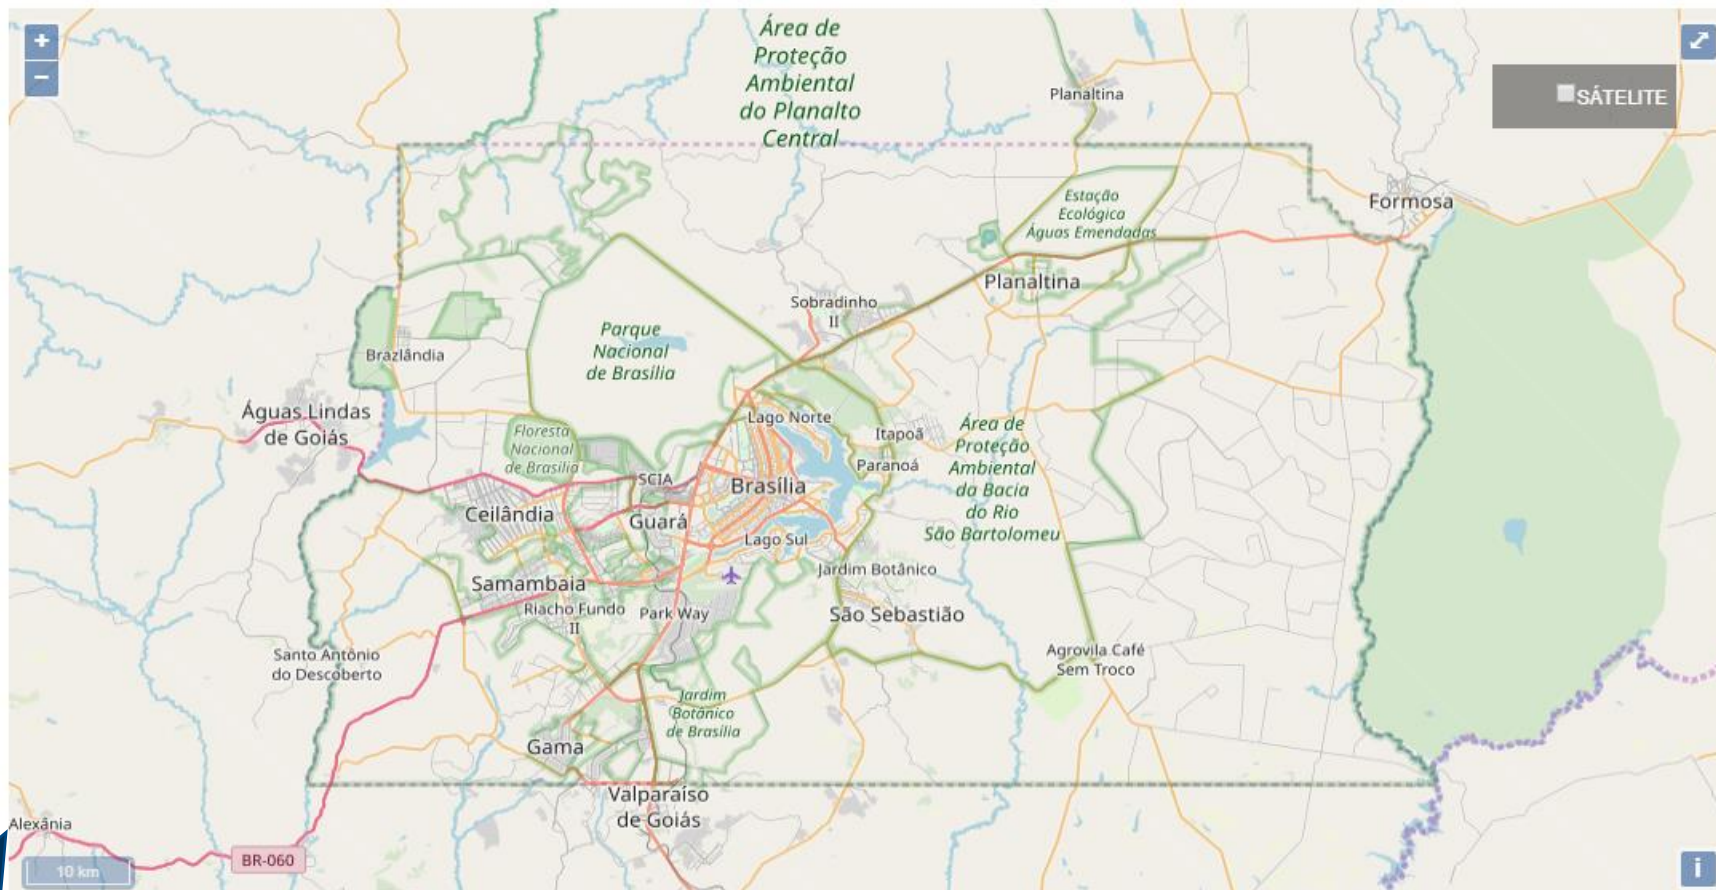 +
−
Área de
Proteção
Ambiental
do Planalto
Central
Planaltina
SÁTELITE
Formosa
Estação
Ecológica
Águas Emendadas
Planaltina
Sobradinho
II
Parque
Nacional
de Brasília
Brazlândia
Águas Lindas
de Goiás
Lago Norte
Floresta
Nacional
de Brasília
Itapoã
Paranoá
Área de
Proteção
Ambiental
da Bacia
do Rio
São Bartolomeu
SCIA
Brasília
Ceilândia
Guará
Lago Sul
Jardim Botânico
Samambaia
Riacho Fundo
II
Park Way
São Sebastião
Santo Antônio
do Descoberto
Agrovila Café
Sem Troco
Jardim
Botânico
de Brasília
Gama
Valparaíso
de Goiás
Alexânia
BR-060
10 km
i